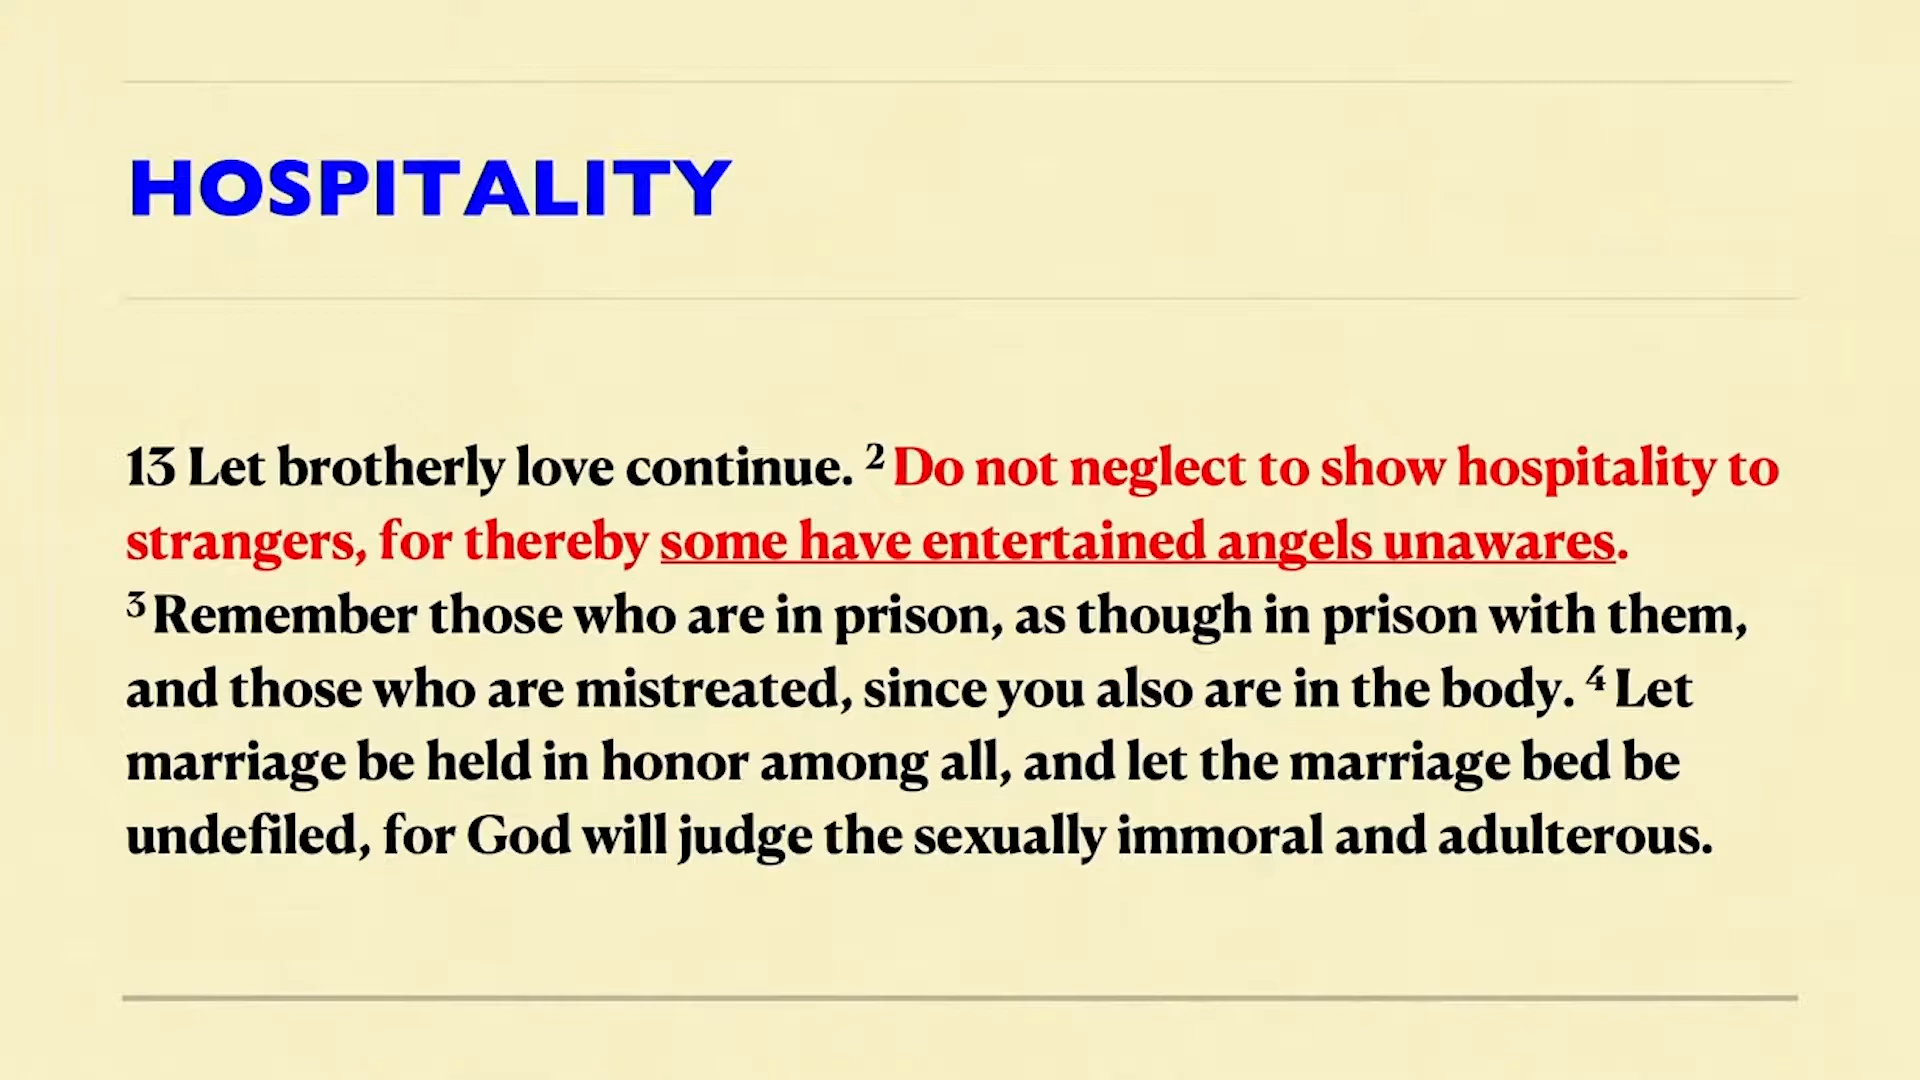 HOSPITALITY
13 Let brotherly love continue. ² Do not neglect to show hospitality to
strangers, for thereby some have entertained angels unawares.
³ Remember those who are in prison, as though in prison with them,
and those who are mistreated, since you also are in the body. ⁴ Let
marriage be held in honor among all, and let the marriage bed be
undefiled, for God will judge the sexually immoral and adulterous.